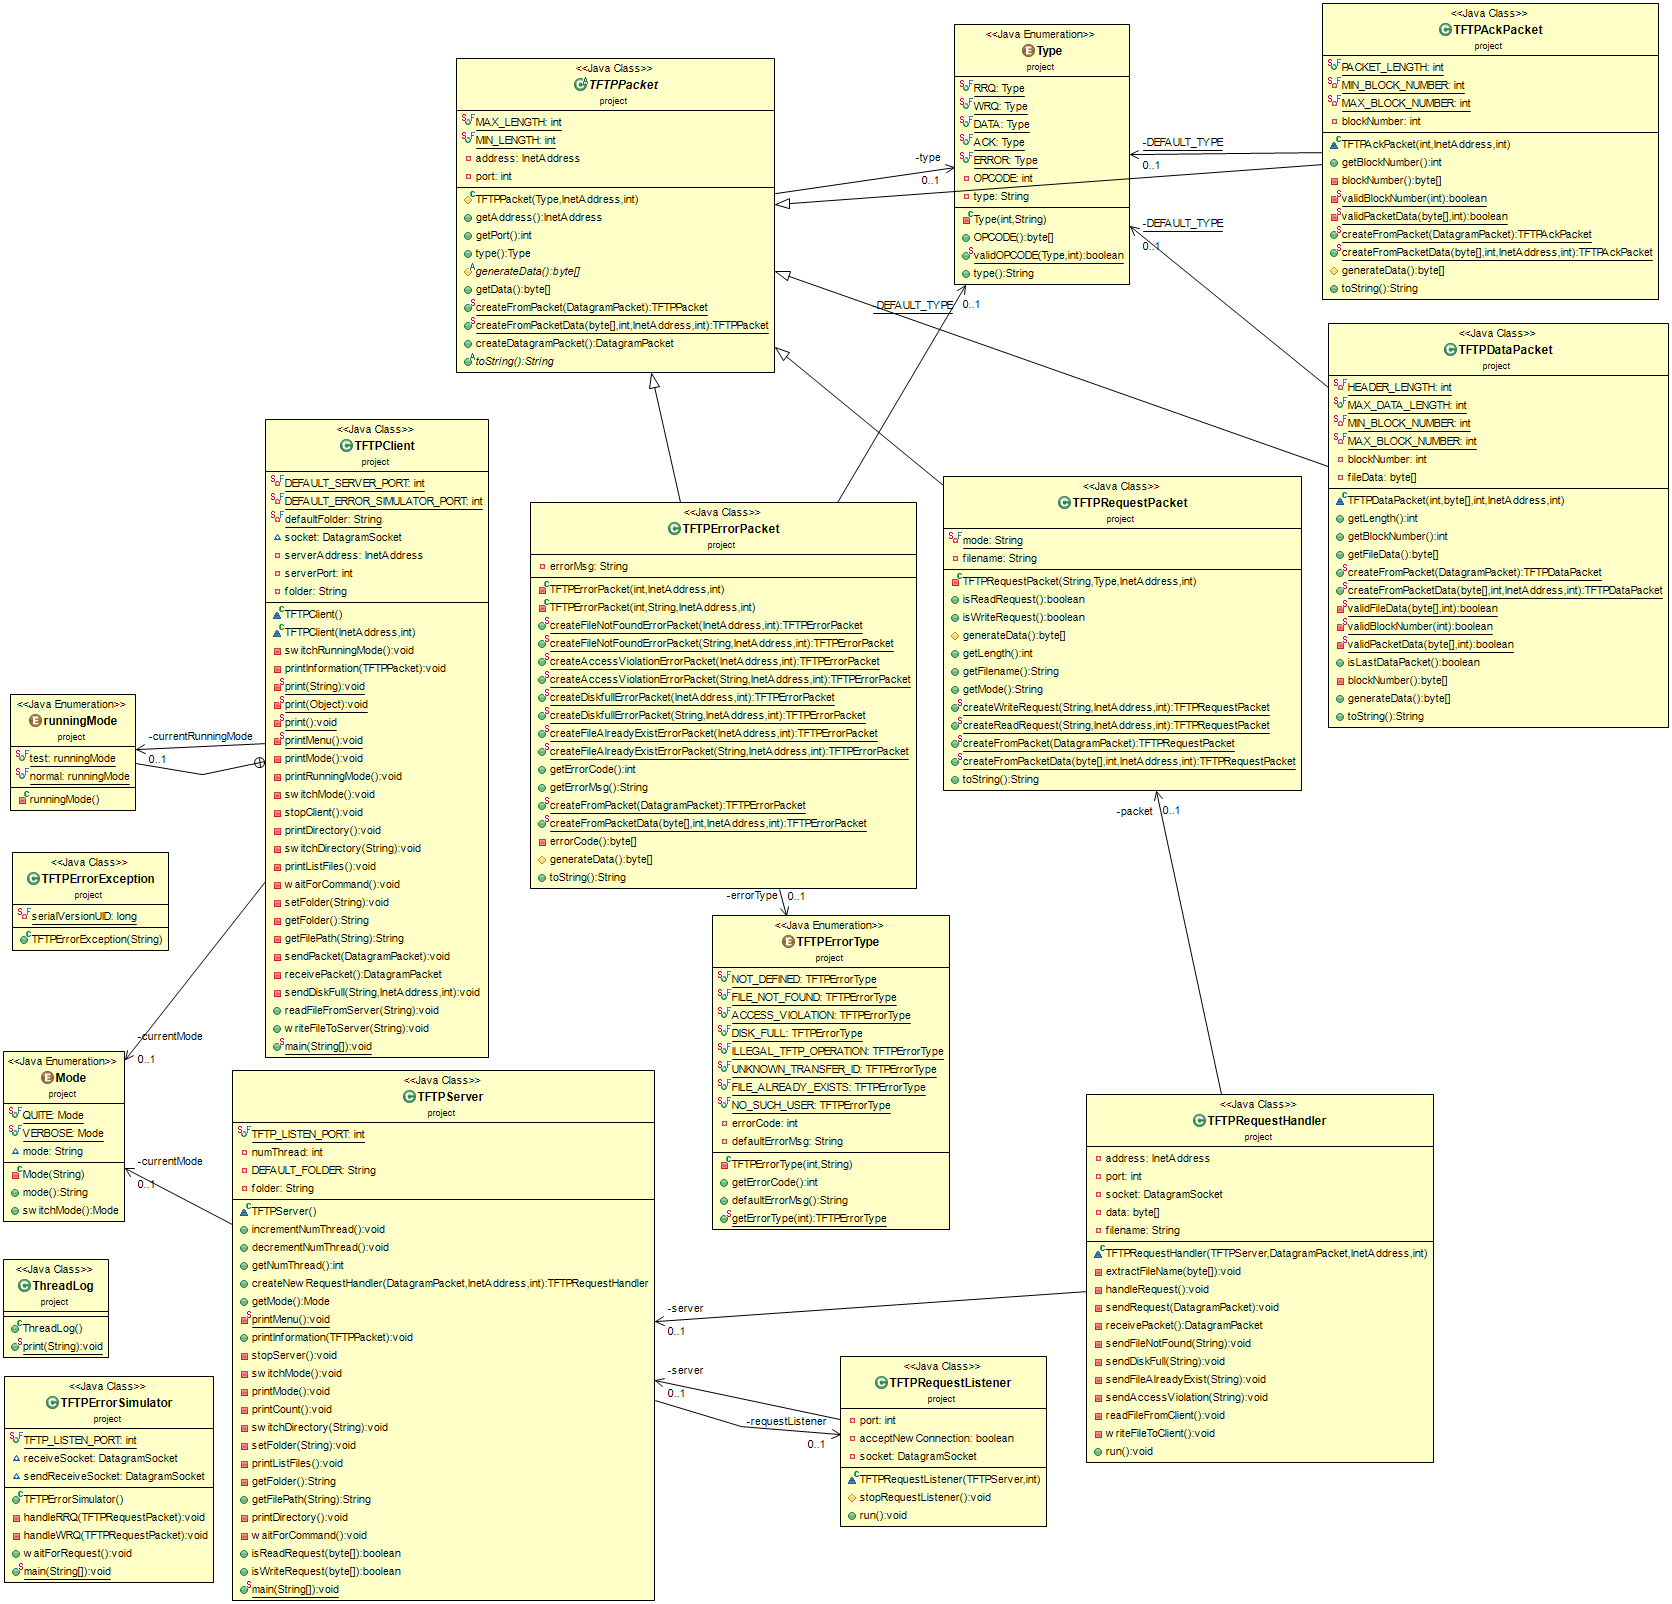 <<Java Class>>
TFTPPacket
project
MAX_LENGTH: int
MIN_LENGTH: int
address: InetAddress
port: int
TFTPPacket(Type,InetAddress,int)
getAddress():InetAddress
getPort():int
type():Type
generateData():byte[]
getData():byte[]
createFromPacket(DatagramPacket):TFTPPacket
createFromPacketData(byte[],int,InetAddress,int):TFTPPacket
createDatagramPacket():DatagramPacket
toString():String
-type
0..1
<<Java Enumeration>>
Type
project
RRQ: Type
WRQ: Type
DATA: Type
ACK: Type
ERROR: Type
OPCODE: int
type: String
Type(int,String)
OPCODE():byte[]
validOPCODE(Type,int):boolean
type():String
-DEFAULT_TYPE
0..1
-DEFAULT_TYPE
0..1
DEFAULT_TYPE
0..1
<<Java Class>>
TFTPAckPacket
project
PACKET_LENGTH: int
MIN_BLOCK_NUMBER: int
MAX_BLOCK_NUMBER: int
blockNumber: int
TFTPAckPacket(int,InetAddress,int)
getBlockNumber():int
blockNumber():byte[]
validBlockNumber(int):boolean
validPacketData(byte[],int):boolean
createFromPacket(DatagramPacket):TFTPAckPacket
createFromPacketData(byte[],int,InetAddress,int):TFTPAckPacket
generateData():byte[]
toString():String
<<Java Class>>
TFTPDataPacket
project
HEADER_LENGTH: int
MAX_DATA_LENGTH: int
MIN_BLOCK_NUMBER: int
MAX_BLOCK_NUMBER: int
blockNumber: int
fileData: byte[]
TFTPDataPacket(int,byte[],int,InetAddress,int)
getLength():int
getBlockNumber():int
getFileData():byte[]
createFromPacket(DatagramPacket):TFTPDataPacket
createFromPacketData(byte[],int,InetAddress,int):TFTPDataPacket
validFileData(byte[],int):boolean
validBlockNumber(int):boolean
validPacketData(byte[],int):boolean
isLastDataPacket():boolean
blockNumber():byte[]
generateData():byte[]
toString():String
<<Java Class>>
TFTPClient
project
DEFAULT_SERVER_PORT: int
DEFAULT_ERROR_SIMULATOR_PORT: int
defaultFolder: String
socket: DatagramSocket
serverAddress: InetAddress
serverPort: int
folder: String
TFTPClient()
TFTPClient(InetAddress,int)
switchRunningMode():void
printInformation(TFTPPacket):void
print(String):void
print(Object):void
print():void
printMenu():void
printMode():void
printRunningMode():void
switchMode():void
stopClient():void
printDirectory():void
switchDirectory(String):void
printListFiles():void
waitForCommand():void
setFolder(String):void
getFolder():String
getFilePath(String):String
sendPacket(DatagramPacket):void
receivePacket():DatagramPacket
sendDiskFull(String,InetAddress,int):void
readFileFromServer(String):void
writeFileToServer(String):void
main(String[]):void
<<Java Class>>
TFTPErrorPacket
project
errorMsg: String
TFTPErrorPacket(int,InetAddress,int)
TFTPErrorPacket(int,String,InetAddress,int)
createFileNotFoundErrorPacket(InetAddress,int):TFTPErrorPacket
createFileNotFoundErrorPacket(String,InetAddress,int):TFTPErrorPacket
createAccessViolationErrorPacket(InetAddress,int):TFTPErrorPacket
createAccessViolationErrorPacket(String,InetAddress,int):TFTPErrorPacket
createDiskfullErrorPacket(InetAddress,int):TFTPErrorPacket
createDiskfullErrorPacket(String,InetAddress,int):TFTPErrorPacket
createFileAlreadyExistErrorPacket(InetAddress,int):TFTPErrorPacket
createFileAlreadyExistErrorPacket(String,InetAddress,int):TFTPErrorPacket
getErrorCode():int
getErrorMsg():String
createFromPacket(DatagramPacket):TFTPErrorPacket
createFromPacketData(byte[],int,InetAddress,int):TFTPErrorPacket
errorCode():byte[]
generateData():byte[]
toString():String
-errorType
0..1
<<Java Class>>
TFTPRequestPacket
project
mode: String
filename: String
TFTPRequestPacket(String,Type,InetAddress,int)
isReadRequest():boolean
isWriteRequest():boolean
generateData():byte[]
getLength():int
getFilename():String
getMode():String
createWriteRequest(String,InetAddress,int):TFTPRequestPacket
createReadRequest(String,InetAddress,int):TFTPRequestPacket
createFromPacket(DatagramPacket):TFTPRequestPacket
createFromPacketData(byte[],int,InetAddress,int):TFTPRequestPacket
toString():String
-packet
0..1
<<Java Enumeration>>
runningMode
project
test: runningMode
normal: runningMode
runningMode()
-currentRunningMode
0..1
<<Java Class>>
TFTPErrorException
project
serialVersionUID: long
TFTPErrorException(String)
-currentMode
0..1
<<Java Enumeration>>
Mode
project
QUITE: Mode
VERBOSE: Mode
mode: String
Mode(String)
mode():String
switchMode():Mode
-currentMode
0..1
<<Java Enumeration>>
TFTPErrorType
project
NOT_DEFINED: TFTPErrorType
FILE_NOT_FOUND: TFTPErrorType
ACCESS_VIOLATION: TFTPErrorType
DISK_FULL: TFTPErrorType
ILLEGAL_TFTP_OPERATION: TFTPErrorType
UNKNOWN_TRANSFER_ID: TFTPErrorType
FILE_ALREADY_EXISTS: TFTPErrorType
NO_SUCH_USER: TFTPErrorType
errorCode: int
defaultErrorMsg: String
TFTPErrorType(int,String)
getErrorCode():int
defaultErrorMsg():String
getErrorType(int):TFTPErrorType
<<Java Class>>
TFTPServer
project
TFTP_LISTEN_PORT: int
numThread: int
DEFAULT_FOLDER: String
folder: String
TFTPServer()
incrementNumThread():void
decrementNumThread():void
getNumThread():int
createNewRequestHandler(DatagramPacket,InetAddress,int):TFTPRequestHandler
getMode():Mode
printMenu():void
printInformation(TFTPPacket):void
stopServer():void
switchMode():void
printMode():void
printCount():void
switchDirectory(String):void
setFolder(String):void
printListFiles():void
getFolder():String
getFilePath(String):String
printDirectory():void
waitForCommand():void
isReadRequest(byte[]):boolean
isWriteRequest(byte[]):boolean
main(String[]):void
<<Java Class>>
TFTPRequestHandler
project
address: InetAddress
port: int
socket: DatagramSocket
data: byte[]
filename: String
TFTPRequestHandler(TFTPServer,DatagramPacket,InetAddress,int)
extractFileName(byte[]):void
handleRequest():void
sendRequest(DatagramPacket):void
receivePacket():DatagramPacket
sendFileNotFound(String):void
sendDiskFull(String):void
sendFileAlreadyExist(String):void
sendAccessViolation(String):void
readFileFromClient():void
writeFileToClient():void
run():void
-server
0..1
-server
0..1
-requestListener
0..1
<<Java Class>>
TFTPRequestListener
project
port: int
acceptNewConnection: boolean
socket: DatagramSocket
TFTPRequestListener(TFTPServer,int)
stopRequestListener():void
run():void
<<Java Class>>
ThreadLog
project
ThreadLog()
print(String):void
<<Java Class>>
TFTPErrorSimulator
project
TFTP_LISTEN_PORT: int
receiveSocket: DatagramSocket
sendReceiveSocket: DatagramSocket
TFTPErrorSimulator()
handleRRQ(TFTPRequestPacket):void
handleWRQ(TFTPRequestPacket):void
waitForRequest():void
main(String[]):void